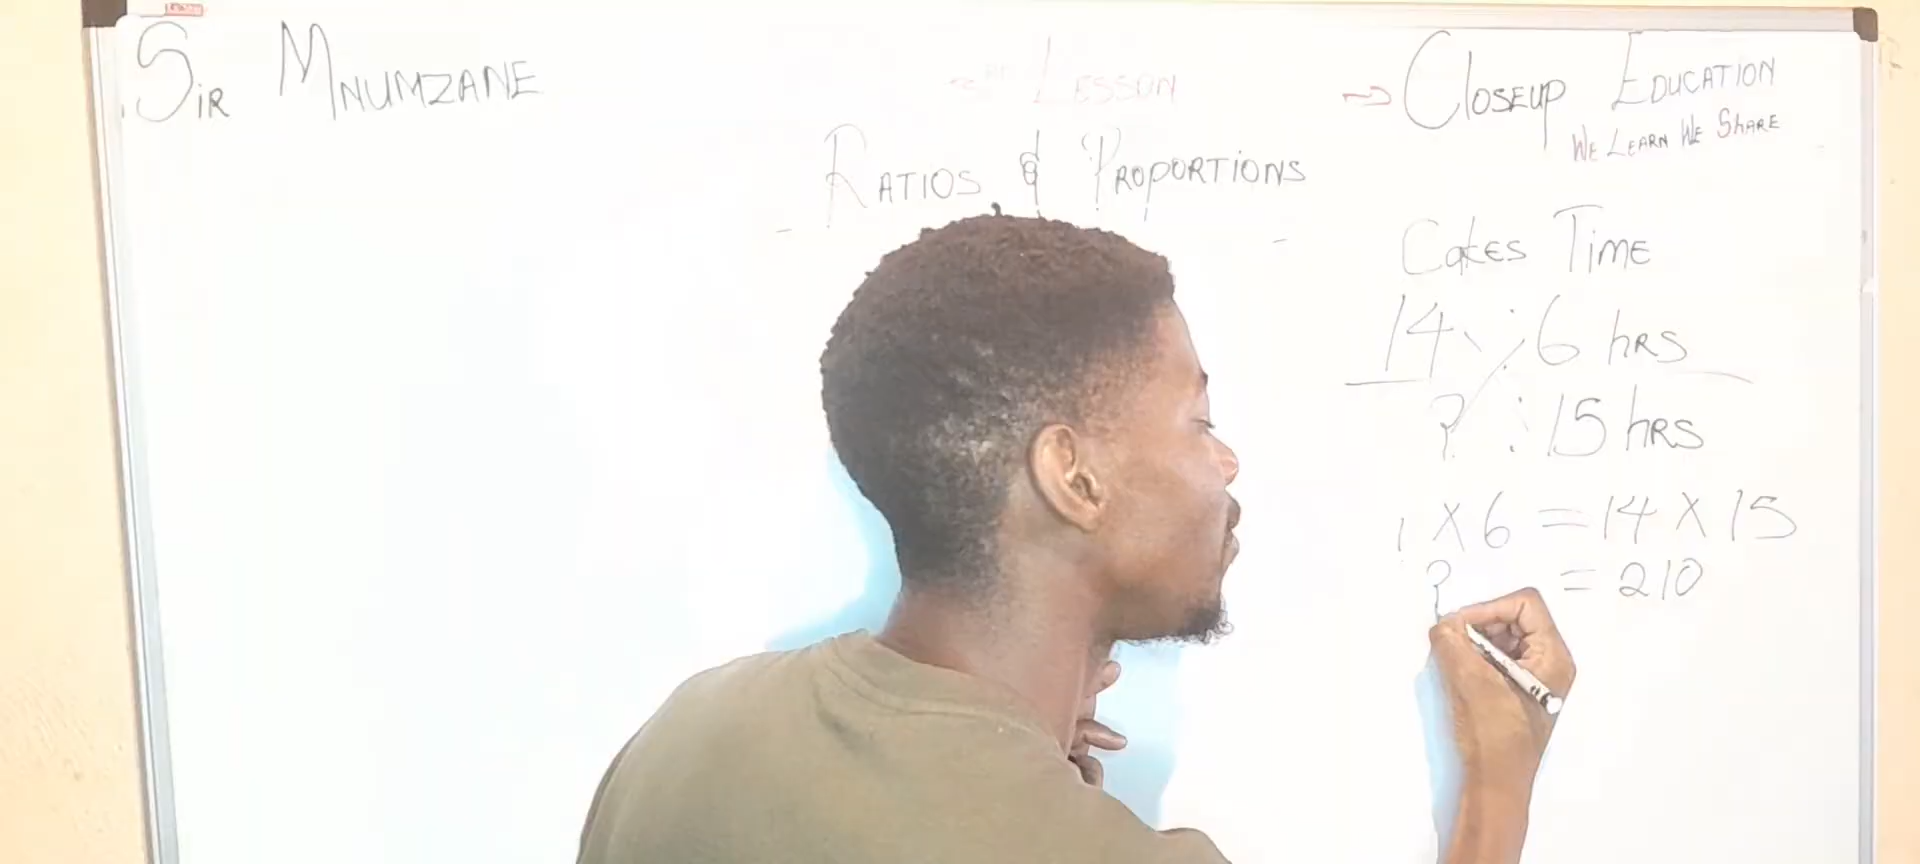 Sir Mnumzane
Lesson
Ratios & Proportions
→ Closeup Education
We Learn We Share
Cakes Time
14 : 6 hrs
? : 15 hrs
× 6 = 14 × 15
? = 210